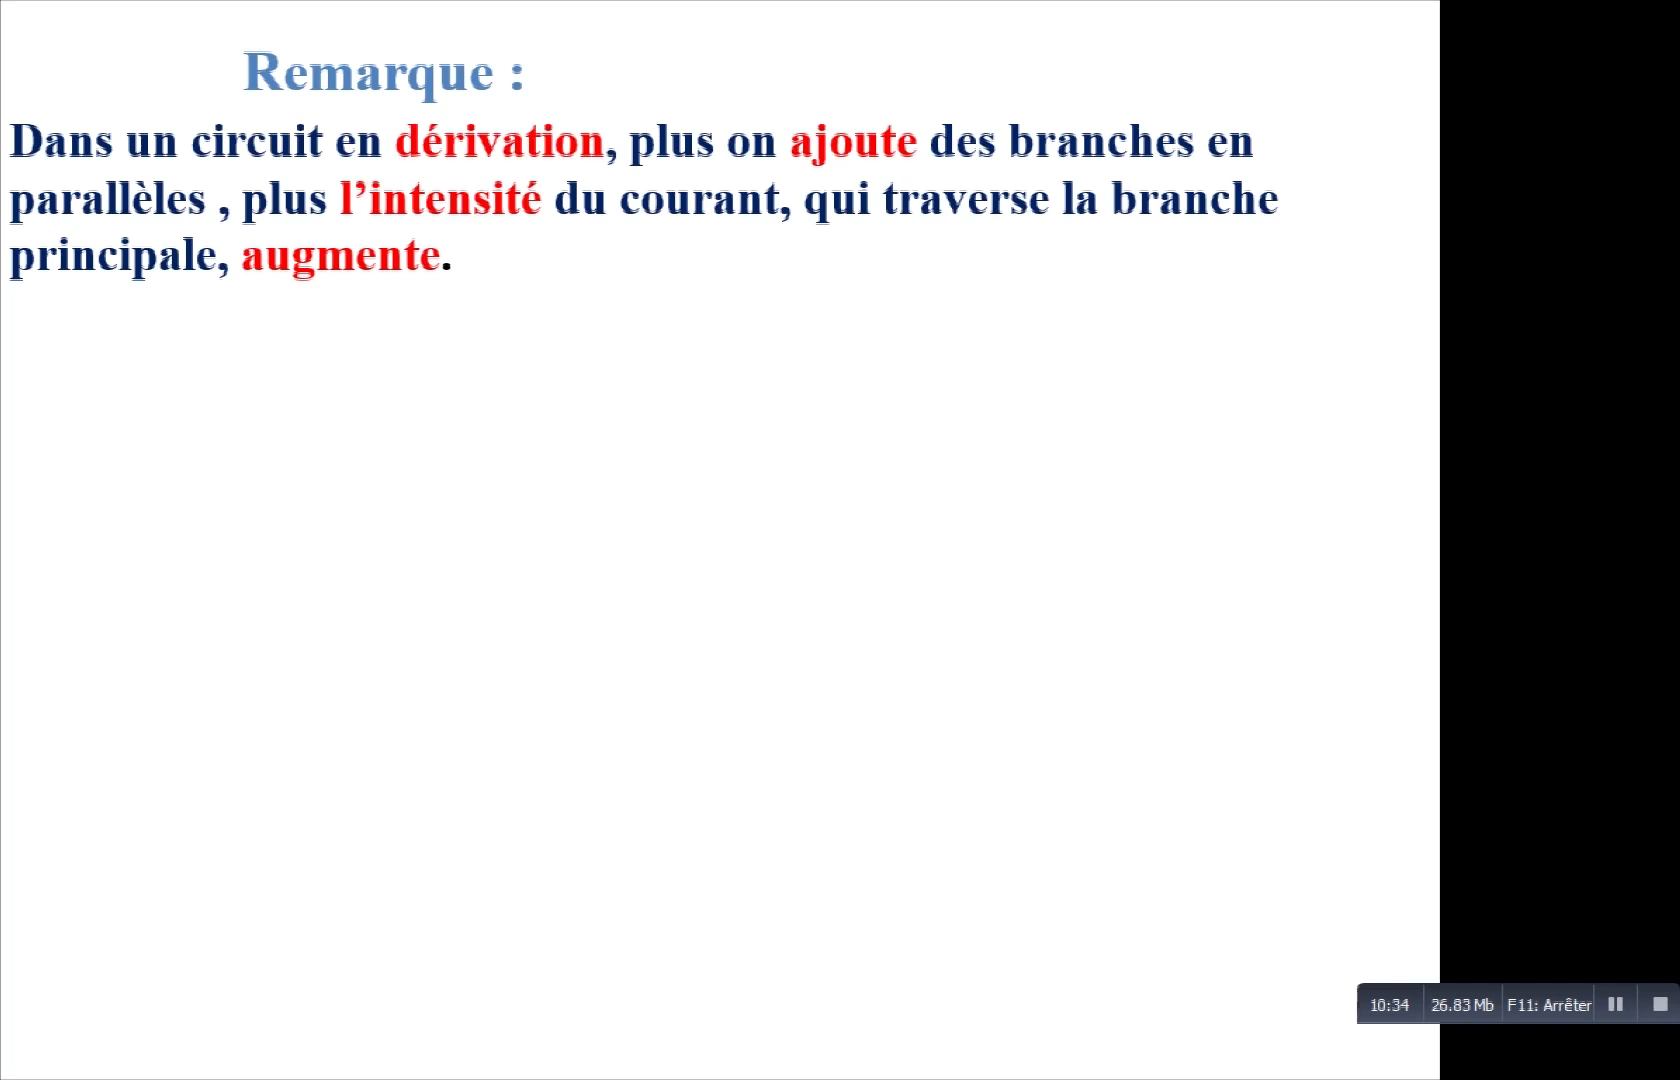 Remarque :
Dans un circuit en dérivation, plus on ajoute des branches en
parallèles , plus l’intensité du courant, qui traverse la branche
principale, augmente.
10:34 26.83 Mb F11: Arrêter